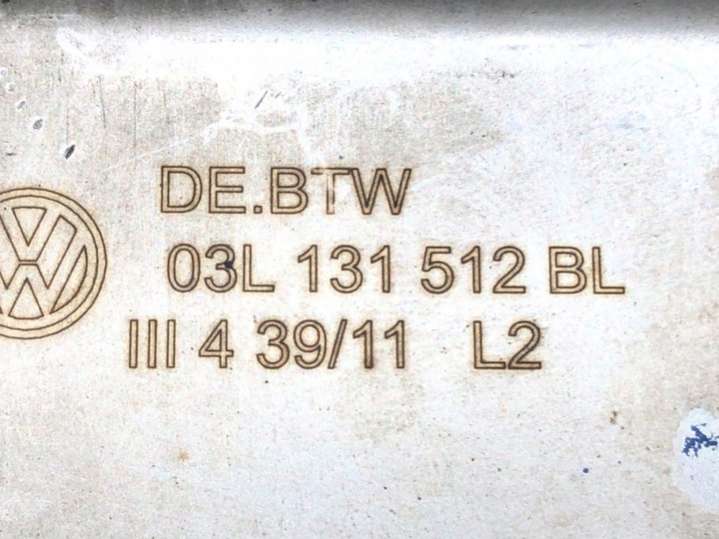 DE.BTW
03L 131 512 BL
III 4 39/11 L2